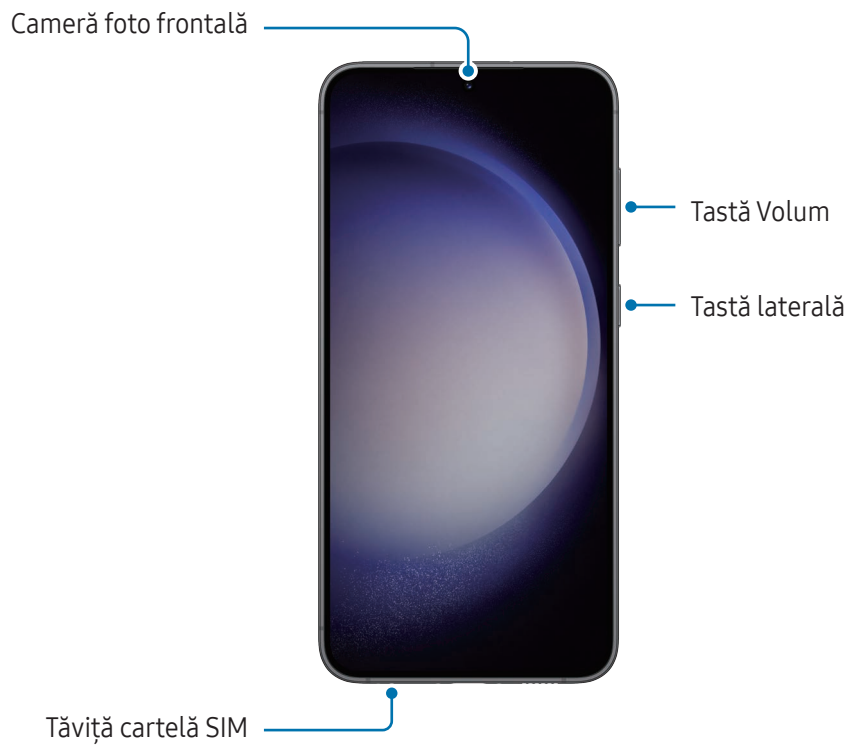 Cameră foto frontală
Tastă Volum
Tastă laterală
Tăviță cartelă SIM